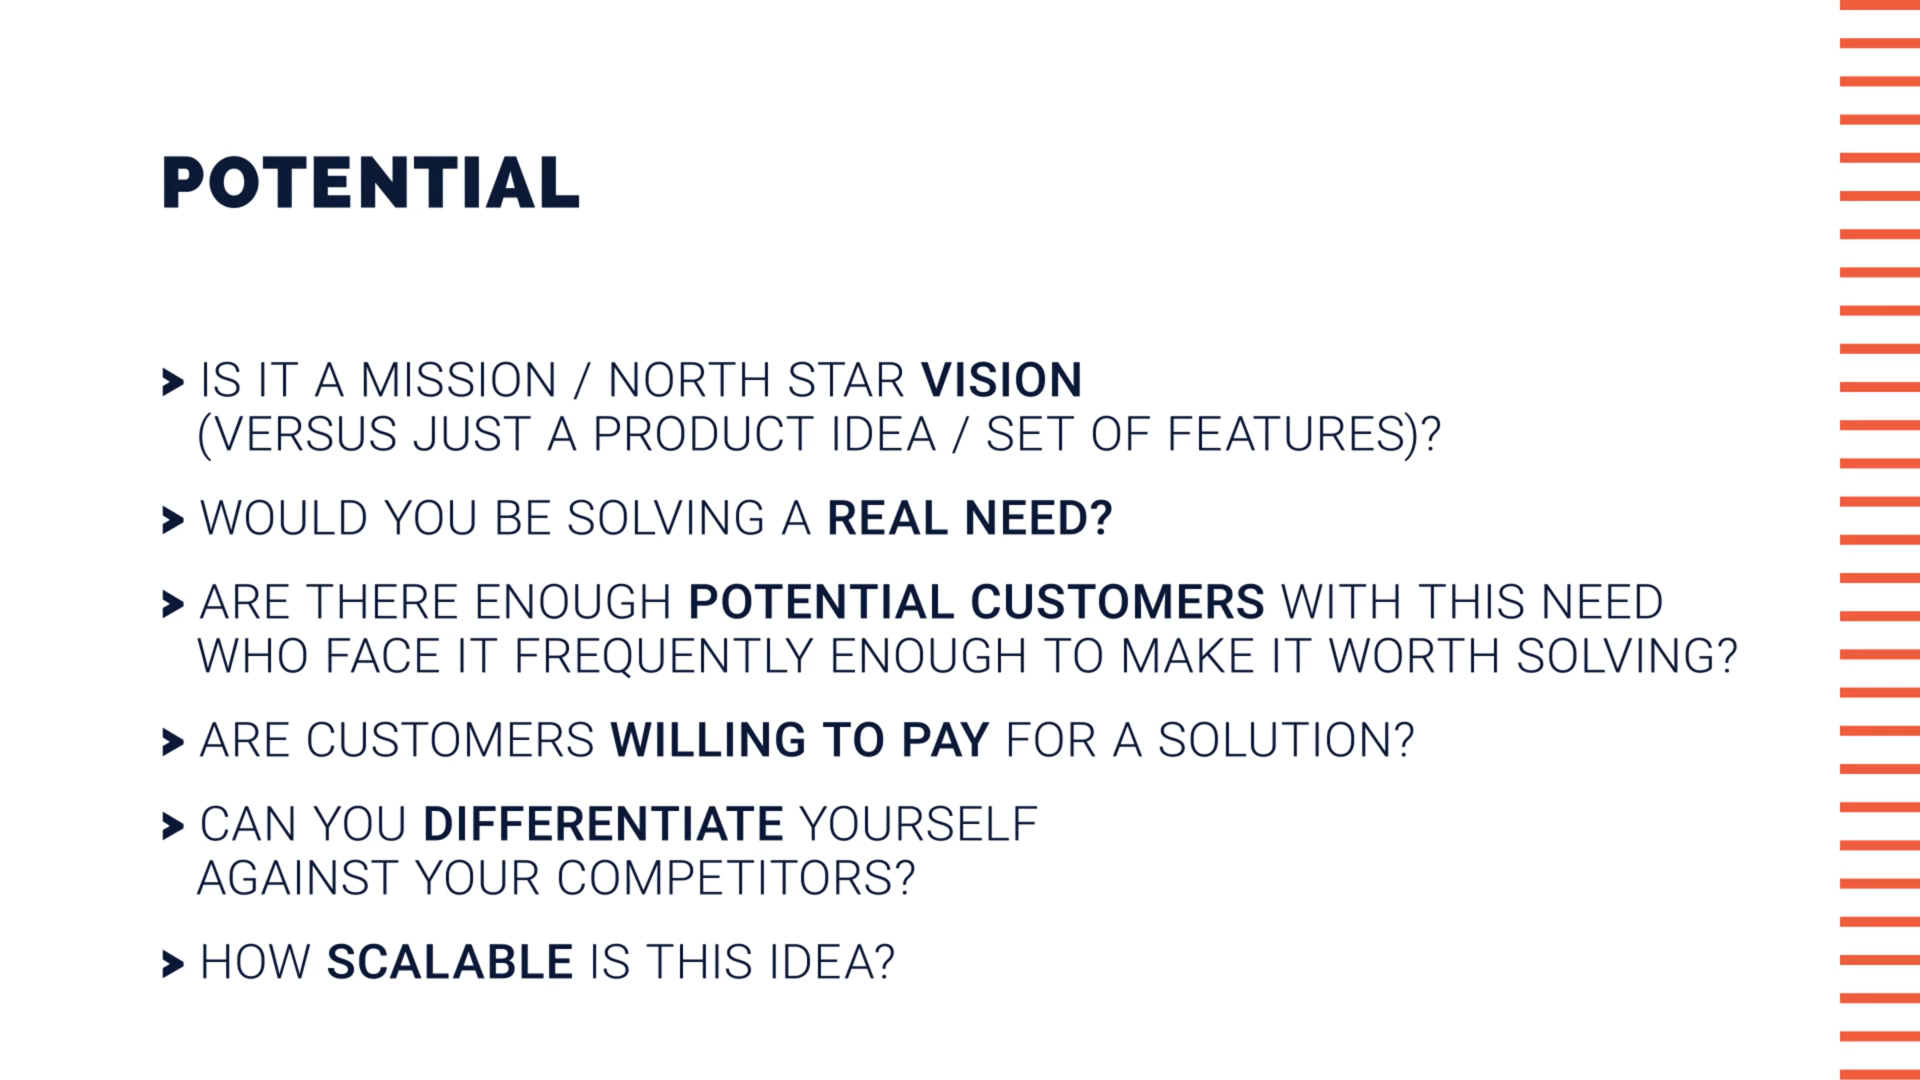 POTENTIAL
> IS IT A MISSION / NORTH STAR VISION
(VERSUS JUST A PRODUCT IDEA / SET OF FEATURES)?
> WOULD YOU BE SOLVING A REAL NEED?
> ARE THERE ENOUGH POTENTIAL CUSTOMERS WITH THIS NEED
WHO FACE IT FREQUENTLY ENOUGH TO MAKE IT WORTH SOLVING?
> ARE CUSTOMERS WILLING TO PAY FOR A SOLUTION?
> CAN YOU DIFFERENTIATE YOURSELF
AGAINST YOUR COMPETITORS?
> HOW SCALABLE IS THIS IDEA?